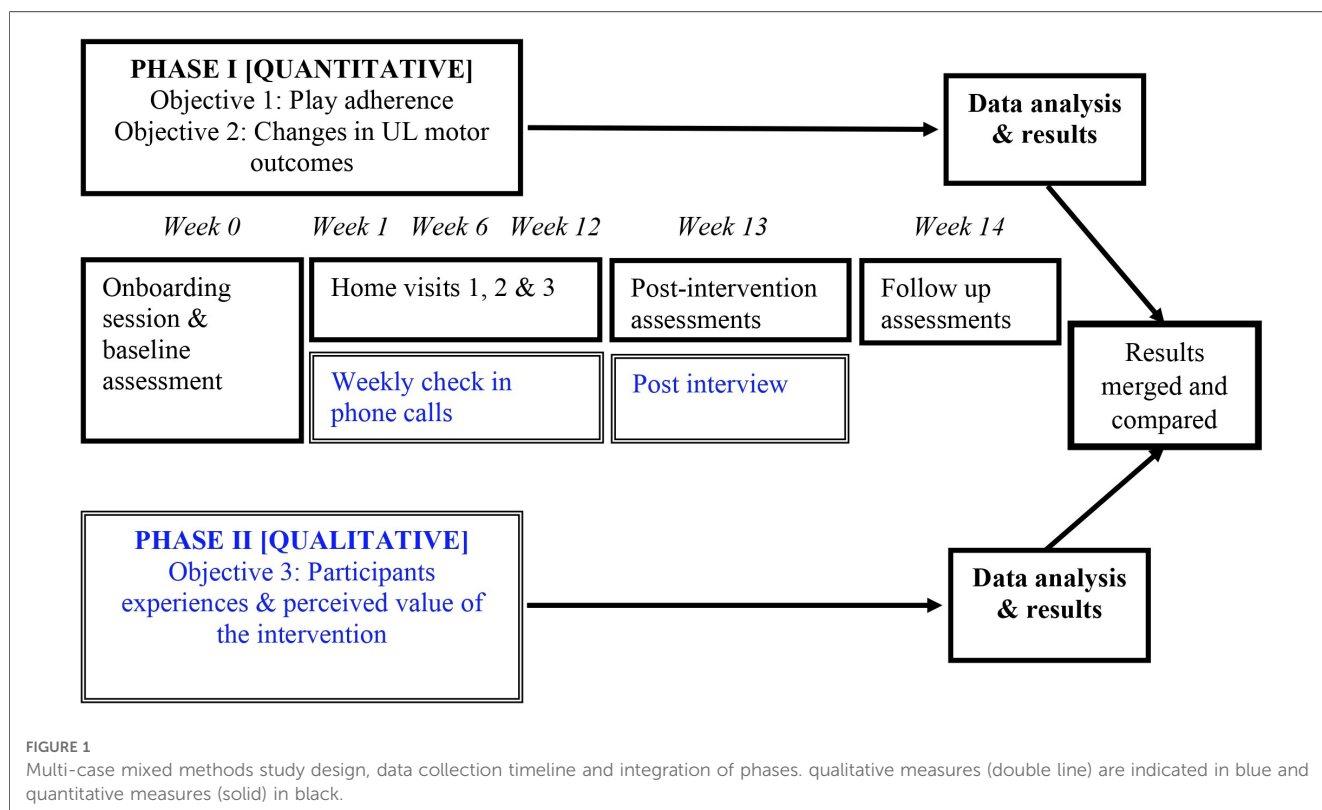 PHASE I [QUANTITATIVE]
Objective 1: Play adherence
Objective 2: Changes in UL motor
outcomes
Data analysis
& results
Week 0
Week 1
Week 6
Week 12
Week 13
Week 14
Onboarding
session &
baseline
assessment
Home visits 1, 2 & 3
Weekly check in
phone calls
Post-intervention
assessments
Post interview
Follow up
assessments
Results
merged and
compared
PHASE II [QUALITATIVE]
Objective 3: Participants
experiences & perceived value of
the intervention
Data analysis
& results
FIGURE 1
Multi-case mixed methods study design, data collection timeline and integration of phases. qualitative measures (double line) are indicated in blue and
quantitative measures (solid) in black.